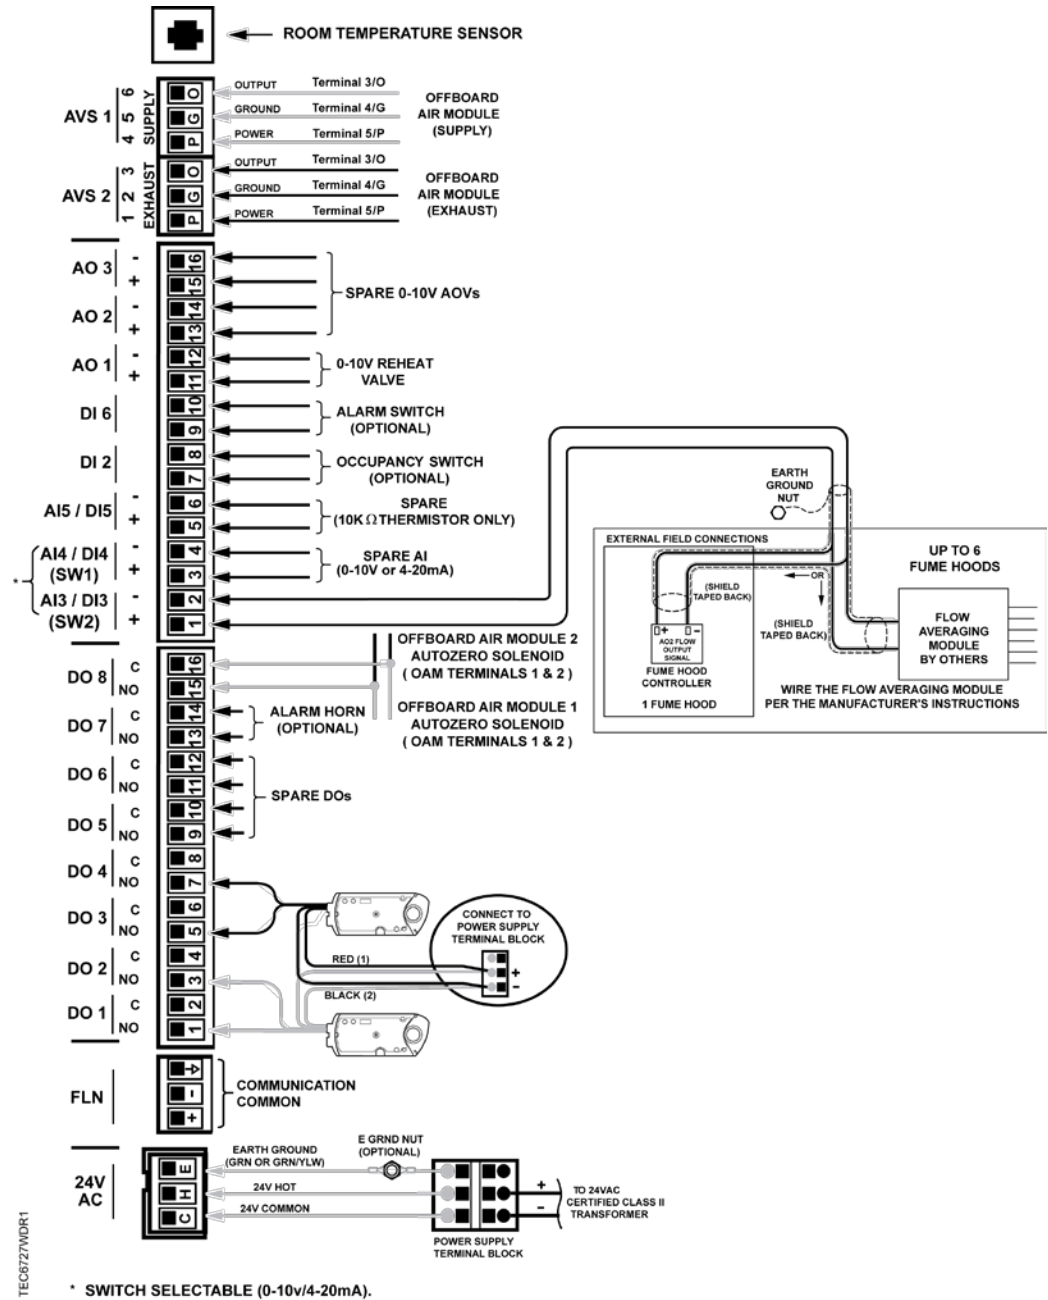 ROOM TEMPERATURE SENSOR
AVS 1
4 5 6
SUPPLY
O
G
P
OUTPUT
Terminal 3/O
GROUND
Terminal 4/G
POWER
Terminal 5/P
OFFBOARD
AIR MODULE
(SUPPLY)
AVS 2
1 2 3
EXHAUST
O
G
P
OUTPUT
Terminal 3/O
GROUND
Terminal 4/G
POWER
Terminal 5/P
OFFBOARD
AIR MODULE
(EXHAUST)
AO 3
-
+
16
15
AO 2
-
+
14
13
SPARE 0-10V AOVs
AO 1
-
+
12
11
0-10V REHEAT
VALVE
DI 6
10
9
ALARM SWITCH
(OPTIONAL)
DI 2
8
7
OCCUPANCY SWITCH
(OPTIONAL)
AI5 / DI5
-
+
6
5
SPARE
(10K Ω THERMISTOR ONLY)
*
AI4 / DI4
(SW1)
-
+
4
3
SPARE AI
(0-10V or 4-20mA)
AI3 / DI3
(SW2)
-
+
2
1
EARTH
GROUND
NUT
EXTERNAL FIELD CONNECTIONS
UP TO 6
FUME HOODS
OR
(SHIELD
TAPED BACK)
(SHIELD
TAPED BACK)
+ -
AO2 FLOW
OUTPUT
SIGNAL
FUME HOOD
CONTROLLER
1 FUME HOOD
FLOW
AVERAGING
MODULE
BY OTHERS
WIRE THE FLOW AVERAGING MODULE
PER THE MANUFACTURER'S INSTRUCTIONS
DO 8
C
NO
16
15
OFFBOARD AIR MODULE 2
AUTOZERO SOLENOID
( OAM TERMINALS 1 & 2 )
OFFBOARD AIR MODULE 1
AUTOZERO SOLENOID
( OAM TERMINALS 1 & 2 )
DO 7
C
NO
14
13
ALARM HORN
(OPTIONAL)
DO 6
C
NO
12
11
DO 5
C
NO
10
9
SPARE DOs
DO 4
C
NO
8
7
DO 3
C
NO
6
5
DO 2
C
NO
4
3
DO 1
C
NO
2
1
RED (1)
BLACK (2)
CONNECT TO
POWER SUPPLY
TERMINAL BLOCK
+
-
FLN
-
+
COMMUNICATION
COMMON
24V
AC
E
H
C
EARTH GROUND
(GRN OR GRN/YLW)
24V HOT
24V COMMON
E GRND NUT
(OPTIONAL)
POWER SUPPLY
TERMINAL BLOCK
+
-
TO 24VAC
CERTIFIED CLASS II
TRANSFORMER
TEC6727WDR1
* SWITCH SELECTABLE (0-10v/4-20mA).